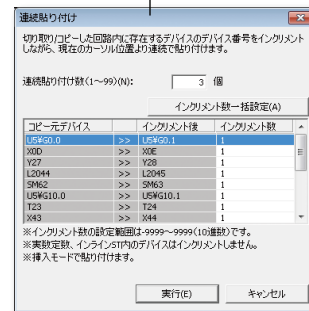 連続貼り付け
切り取り/コピーした回路内に存在するデバイスのデバイス番号をインクリメント
しながら、現在のカーソル位置より連続で貼り付けます。
連続貼り付け数(1～99)(N): 3 個
インクリメント数一括設定(A)
コピー元デバイス インクリメント後 インクリメント数
U5¥G0.0 >> U5¥G0.1 1
X0D >> X0E 1
Y27 >> Y28 1
L2044 >> L2045 1
SM62 >> SM63 1
U5¥G10.0 >> U5¥G10.1 1
T23 >> T24 1
X43 >> X44 1
※インクリメント数の設定範囲は-9999～9999(10進数)です。
※実数定数、インラインST内のデバイスはインクリメントしません。
※挿入モードで貼り付けます。
実行(E) キャンセル